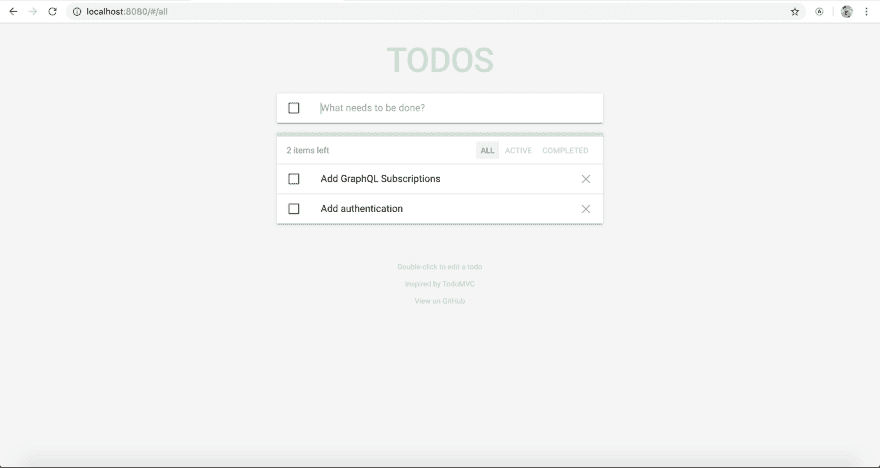 localhost:8080/#/all
TODOS
What needs to be done?
2 items left ALL ACTIVE COMPLETED
Add GraphQL Subscriptions
Add authentication
Double-click to edit a todo
Inspired by TodoMVC
View on GitHub